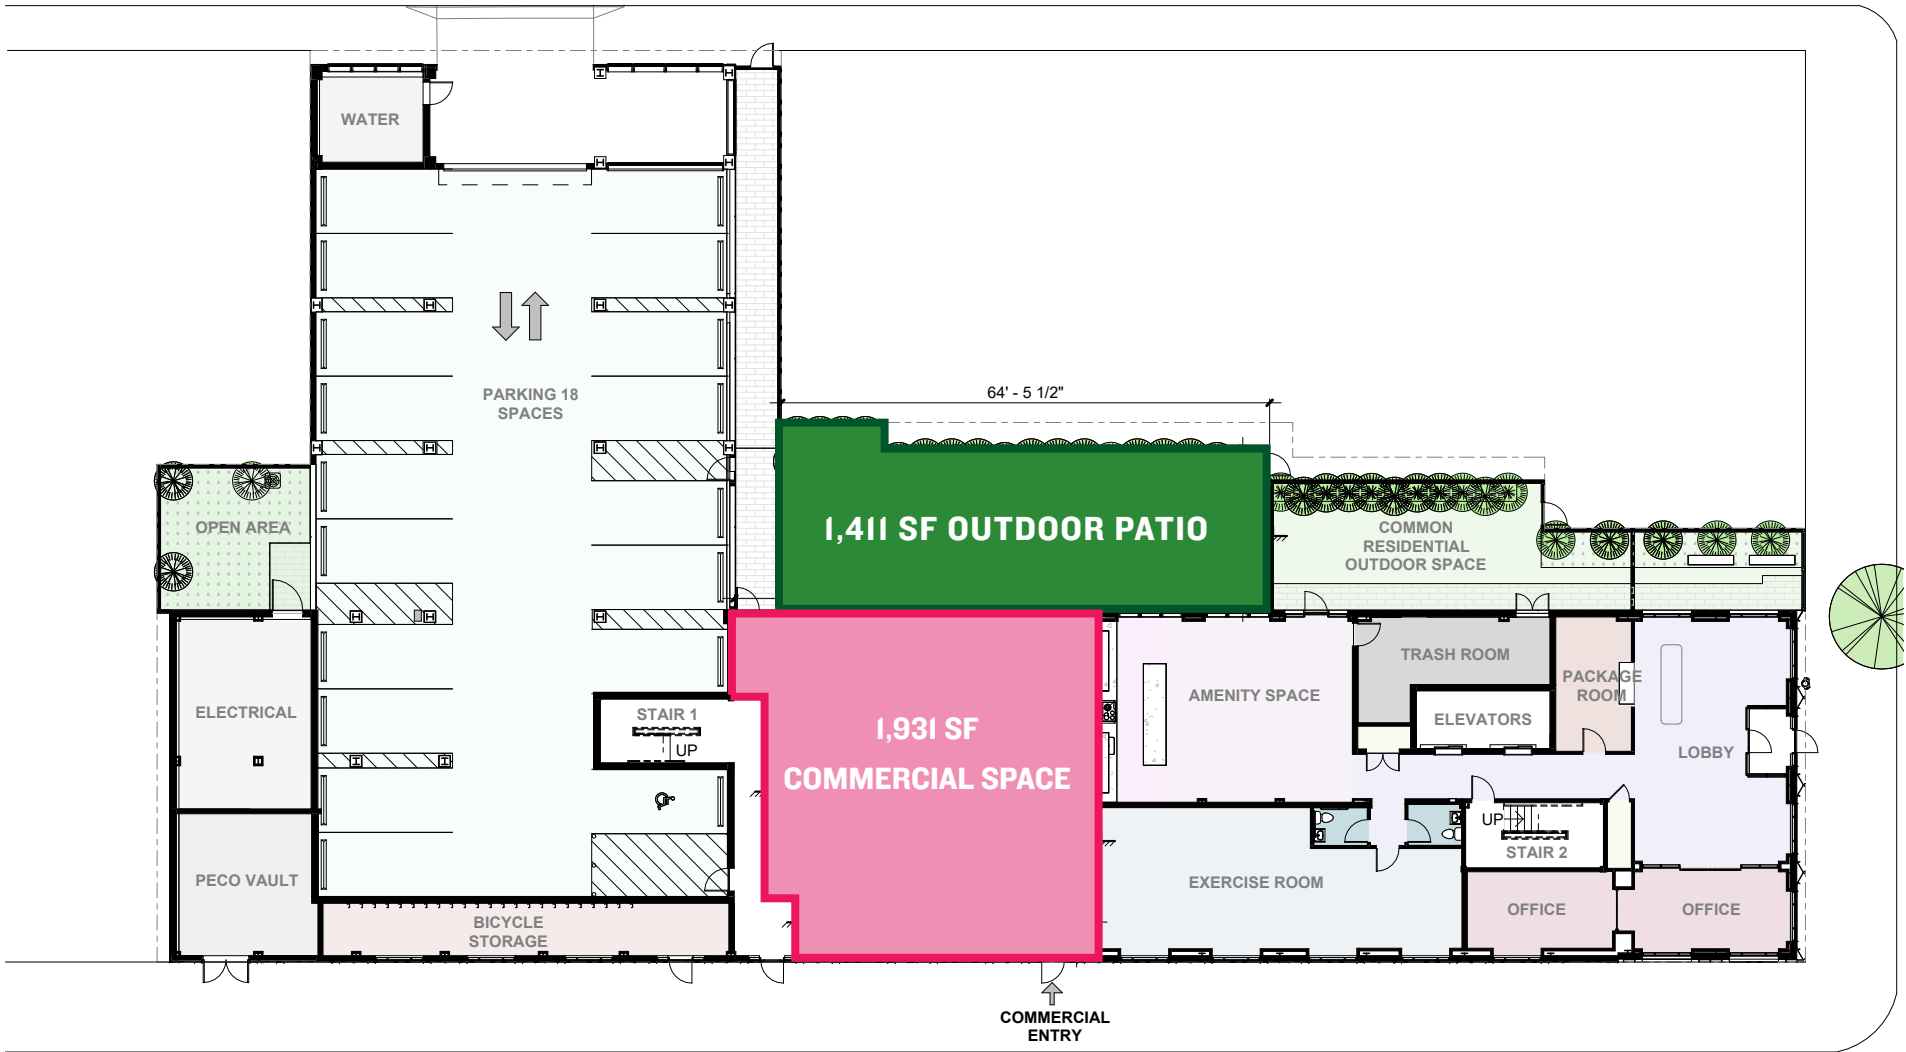 WATER
PARKING 18
SPACES
64' - 5 1/2"
OPEN AREA
1,411 SF OUTDOOR PATIO
COMMON
RESIDENTIAL
OUTDOOR SPACE
ELECTRICAL
STAIR 1
UP
1,931 SF
COMMERCIAL SPACE
AMENITY SPACE
TRASH ROOM
PACKAGE
ROOM
ELEVATORS
LOBBY
UP
STAIR 2
PECO VAULT
BICYCLE
STORAGE
EXERCISE ROOM
OFFICE
OFFICE
COMMERCIAL
ENTRY